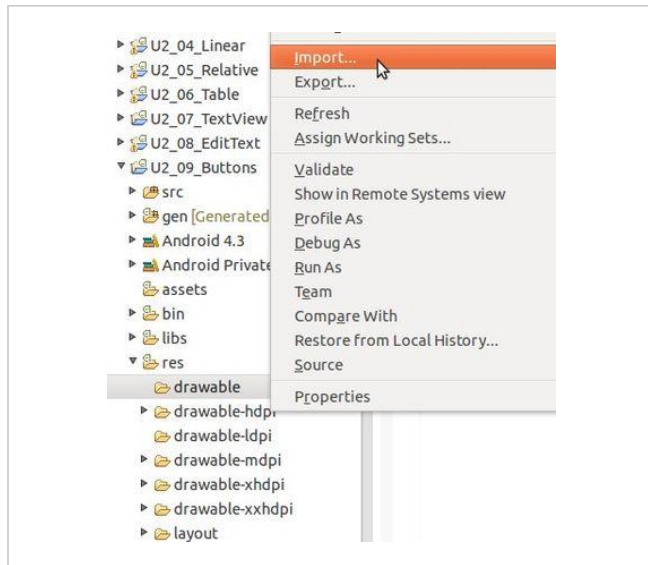 U2_04_Linear
U2_05_Relative
U2_06_Table
U2_07_TextView
U2_08_EditText
U2_09_Buttons
src
gen [Generated
Android 4.3
Android Private
assets
bin
libs
res
drawable
drawable-hdpi
drawable-ldpi
drawable-mdpi
drawable-xhdpi
drawable-xxhdpi
layout
Import...
Export...
Refresh
Assign Working Sets...
Validate
Show in Remote Systems view
Profile As
Debug As
Run As
Team
Compare With
Restore from Local History...
Source
Properties